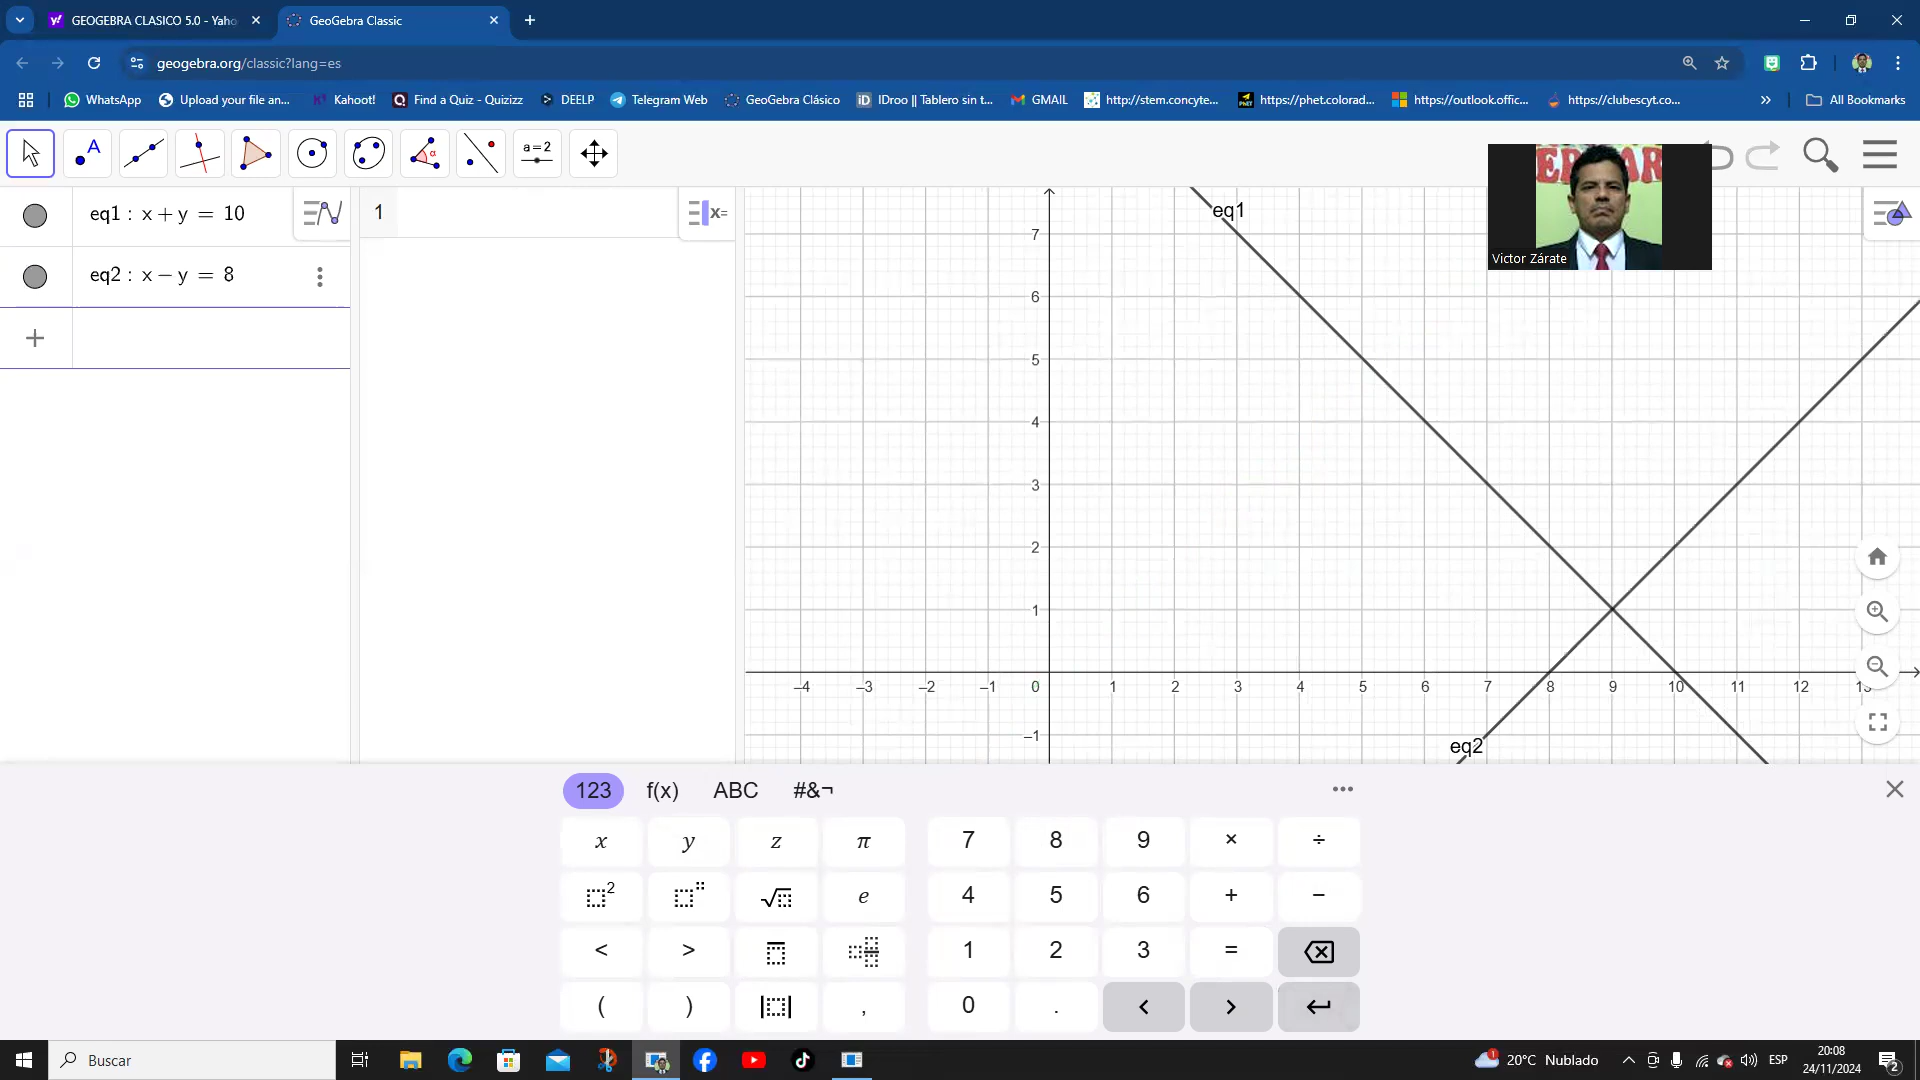 GEOGEBRA CLASICO 5.0 - Yaho
GeoGebra Classic
geogebra.org/classic?lang=es
WhatsApp
Upload your file an...
Kahoot!
Find a Quiz - Quizizz
DEELP
Telegram Web
GeoGebra Clásico
IDroo || Tablero sin t...
GMAIL
http://stem.concyte...
https://phet.colorad...
https://outlook.offic...
https://clubescyt.co...
All Bookmarks
A
α
a = 2
eq1 : x + y = 10
1
x=
eq2 : x − y = 8
Victor Zárate
eq1
7
6
5
4
3
2
1
−4 −3 −2 −1 0 1 2 3 4 5 6 7 8 9 10 11 12 13
−1
eq2
123 f(x) ABC #&¬
x y z π 7 8 9 × ÷
2 e 4 5 6 + −
< > 1 2 3 =
( ) , 0 . < >
Buscar
20°C Nublado
ESP
20:08
24/11/2024
2